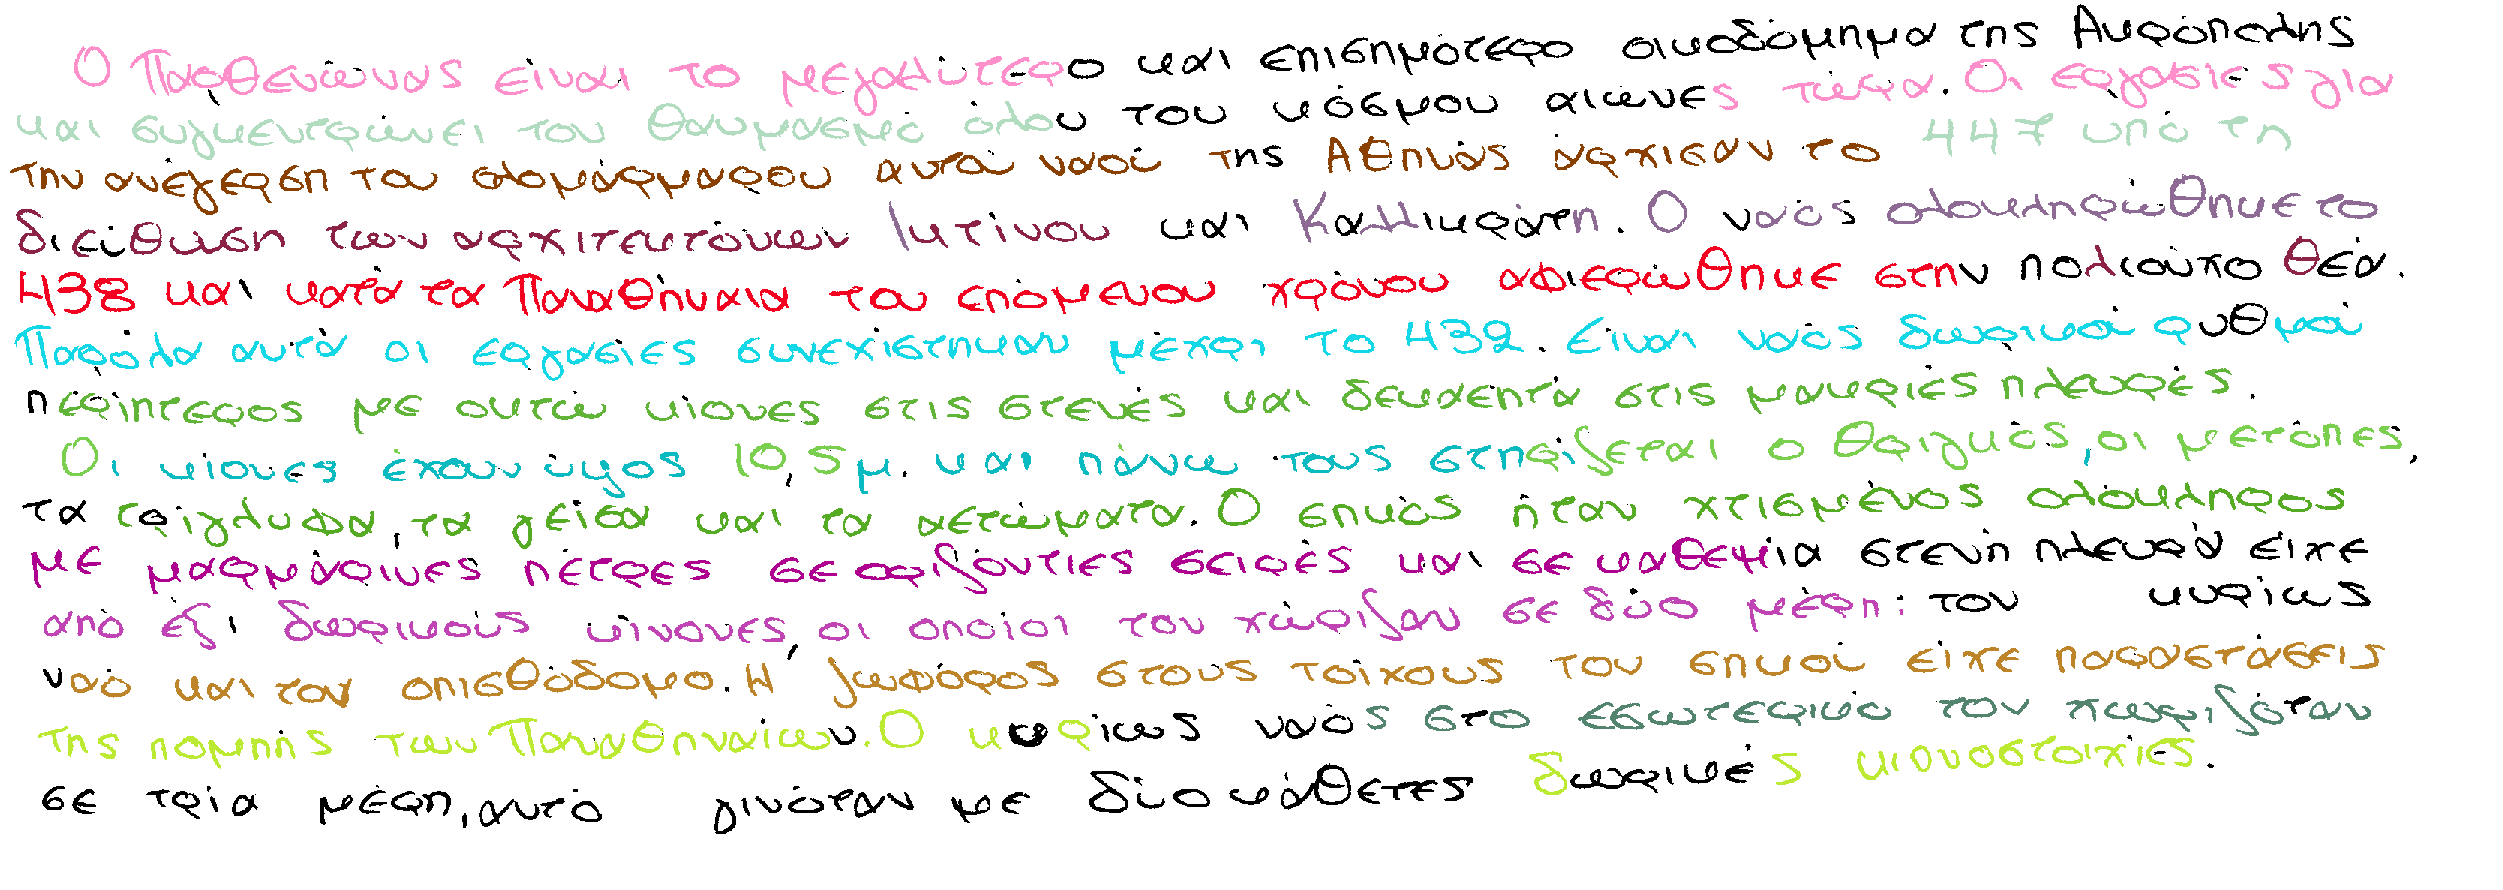 Ο Παρθενώνας είναι το μεγαλύτερο και επισημότερο οικοδόμημα της Ακρόπολης
και συγκεντρώνει τον θαυμασμό όλου του κόσμου αιώνες τώρα. Οι εργασίες για
την ανέγερση του ολομάρμαρου αυτού ναού της Αθηνάς άρχισαν το 447 υπό τη
διεύθυνση των αρχιτεκτόνων Ικτίνου και Καλλικράτη. Ο ναός ολοκληρώθηκε το
438 και κατά τα Παναθήναια του επόμενου χρόνου αφιερώθηκε στην πολιούχο θεά.
Παρόλα αυτά οι εργασίες συνεχίστηκαν μέχρι το 432. Είναι ναός δωρικού ρυθμού
περίπτερος με οκτώ κίονες στις στενές και δεκαεπτά στις μακριές πλευρές.
Οι κίονες έχουν ύψος 10,5 μ. και πάνω τους στηρίζεται ο θριγκός, οι μετόπες,
τα τρίγλυφα, τα γείσα και τα αετώματα. Ο σηκός ήταν χτισμένος ολόκληρος
με μαρμάρινες πέτρες σε οριζόντιες σειρές και σε καθεμία στενή πλευρά είχε
από έξι δωρικούς κίνονες, οι οποίοι τον χώριζαν σε δύο μέρη: τον κυρίως
ναό και τον οπισθόδομο. Η ζωφόρος στους τοίχους του σηκού είχε παραστάσεις
της πομπής των Παναθηναίων. Ο κυρίως ναός στο εσωτερικό του χωριζόταν
σε τρία μέρη, αυτό γινόταν με δύο κάθετες δωρικές κιονοστοιχίες.